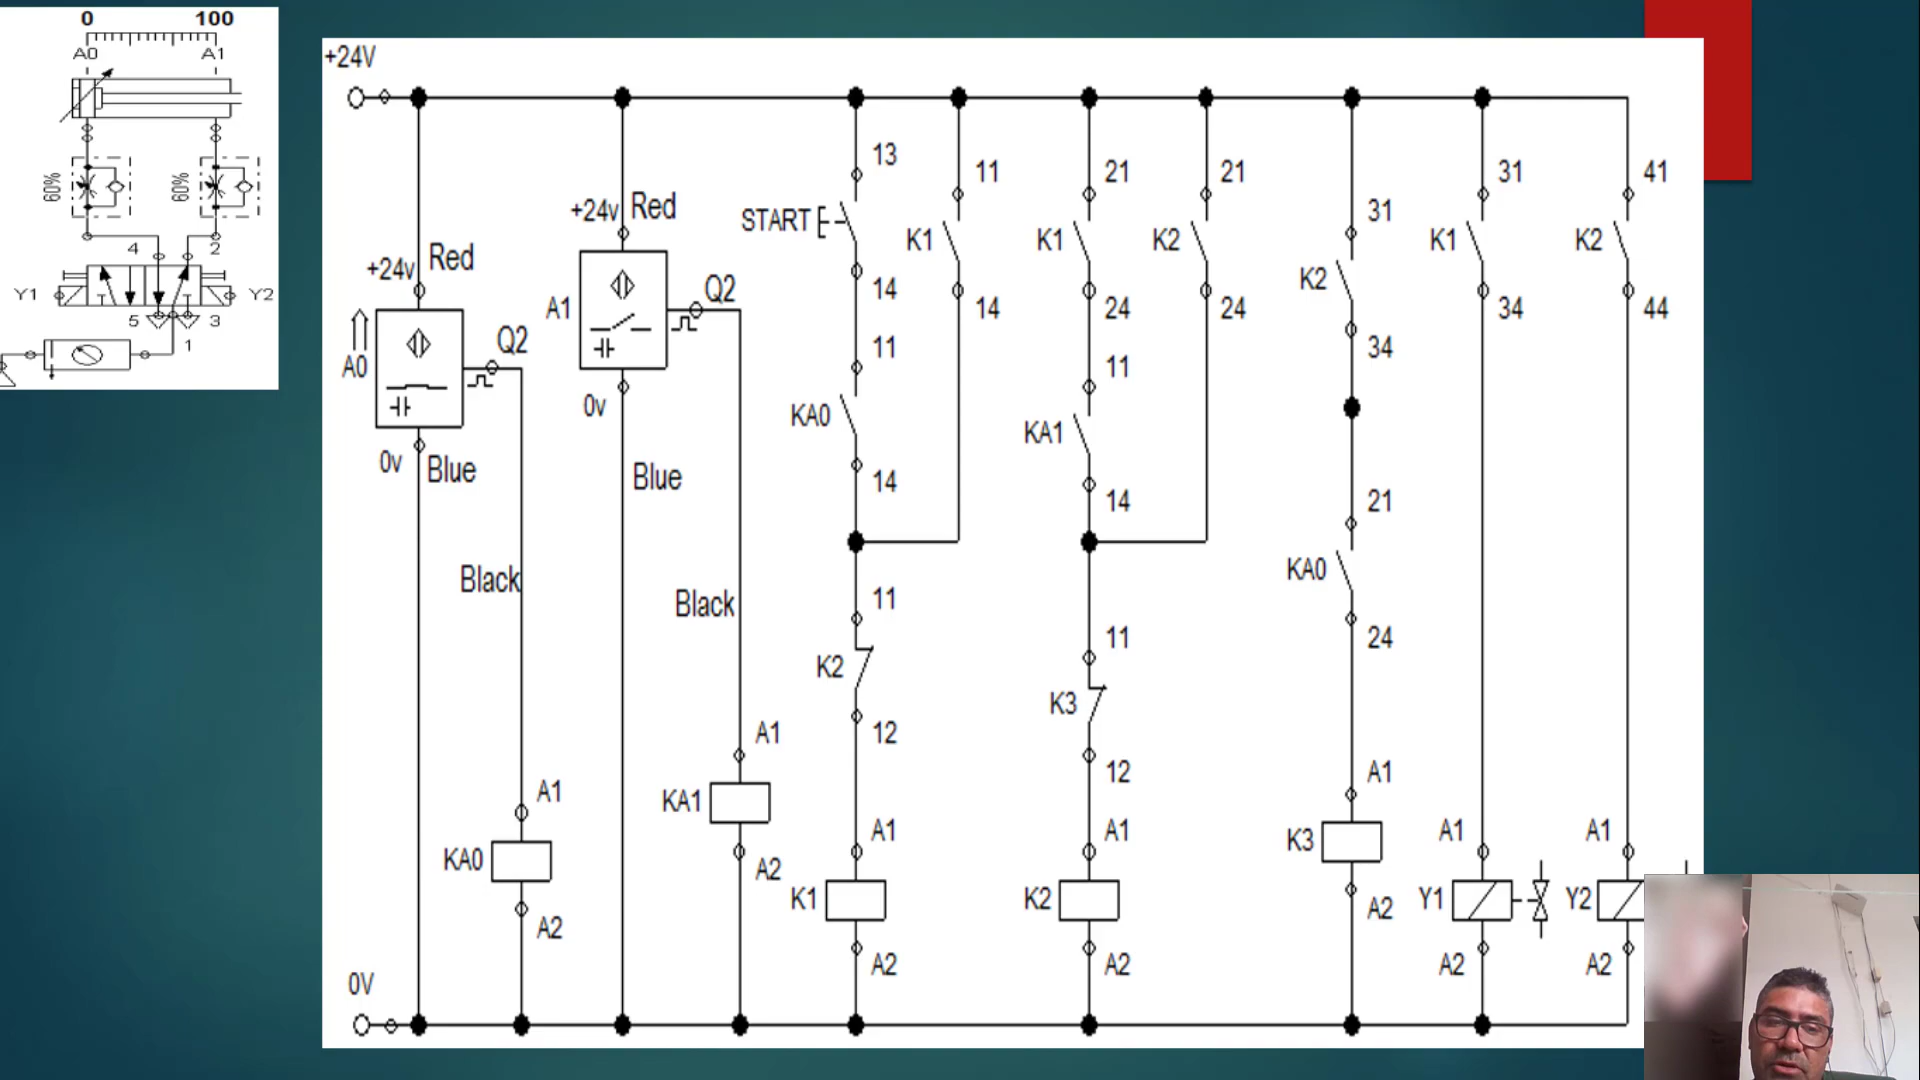 0 100
A0 A1
60% 60%
4 2
Y1 Y2
5 3
1
+24V
13 11 21 21 31 41
+24v Red 31
START K1 K1 K2 K1 K2
+24v Red K2
A1 Q2 14 14 24 24 34 44
A0 Q2 11 11 34
0v KA0 KA1
0v Blue Blue 14 14 21
Black Black KA0
11 11 24
K2 K3
A1 12 12 A1
A1 KA1 A1 A1 K3 A1 A1
KA0 A2 K1 K2 A2 Y1 Y2
A2 A2 A2 A2 A2
0V